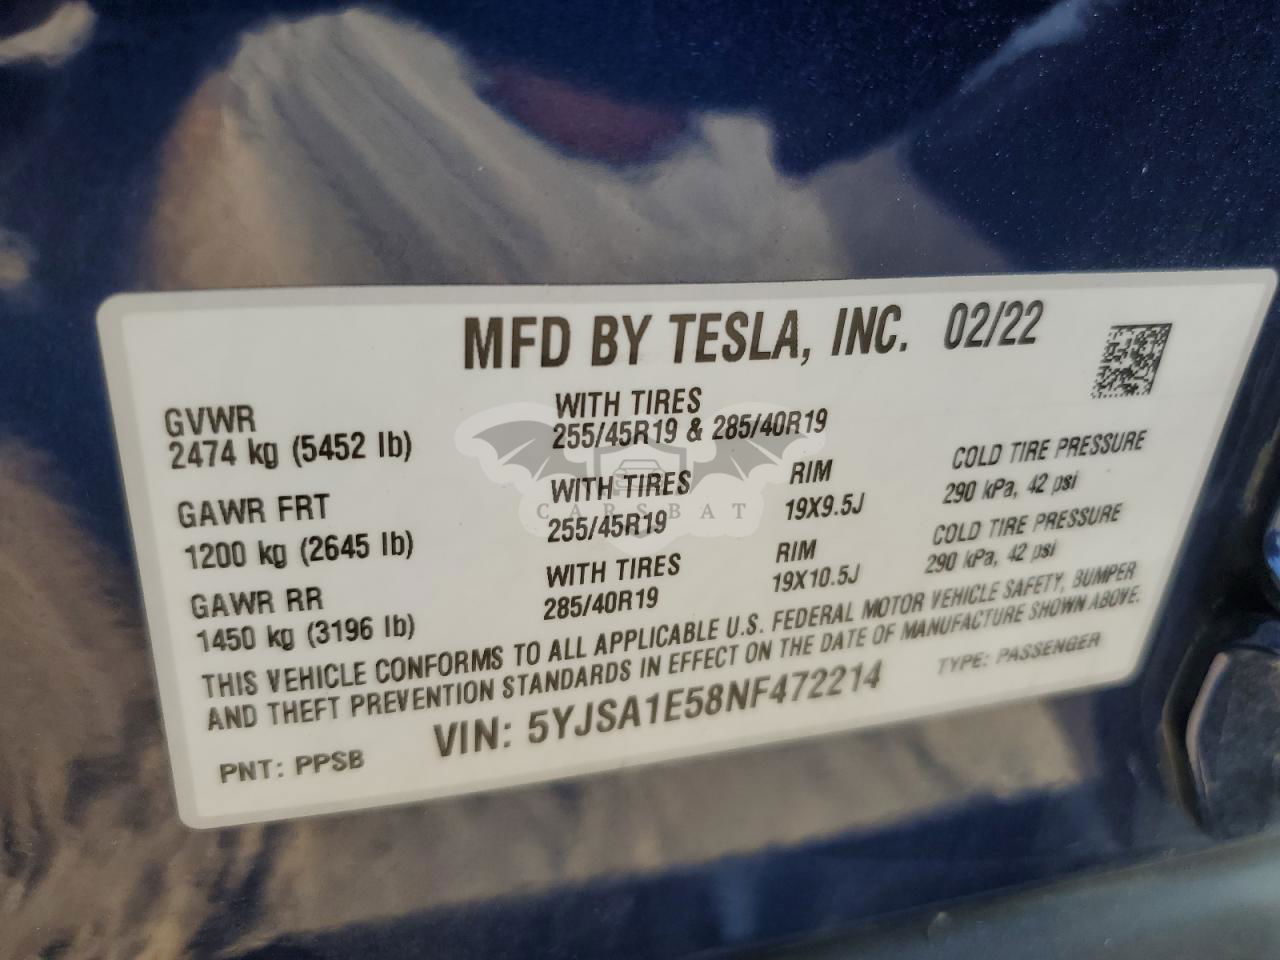 MFD BY TESLA, INC. 02/22
GVWR
2474 kg (5452 lb)
WITH TIRES
255/45R19 & 285/40R19
GAWR FRT
1200 kg (2645 lb)
WITH TIRES
255/45R19
RIM
19X9.5J
COLD TIRE PRESSURE
290 kPa, 42 psi
GAWR RR
1450 kg (3196 lb)
WITH TIRES
285/40R19
RIM
19X10.5J
COLD TIRE PRESSURE
290 kPa, 42 psi
THIS VEHICLE CONFORMS TO ALL APPLICABLE U.S. FEDERAL MOTOR VEHICLE SAFETY, BUMPER
AND THEFT PREVENTION STANDARDS IN EFFECT ON THE DATE OF MANUFACTURE SHOWN ABOVE.
PNT: PPSB
VIN: 5YJSA1E58NF472214
TYPE: PASSENGER
CARSBAT